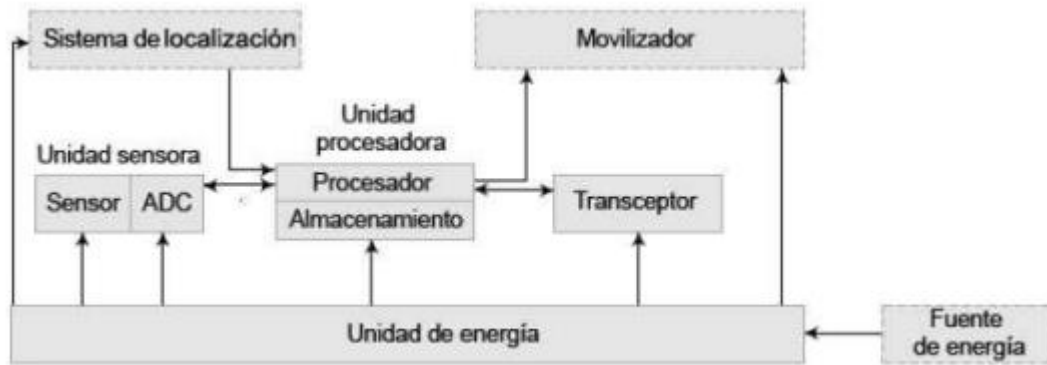 Sistema de localización
Movilizador
Unidad
procesadora
Unidad sensora
Procesador
Sensor
ADC
Transceptor
Almacenamiento
Unidad de energía
Fuente
de energía